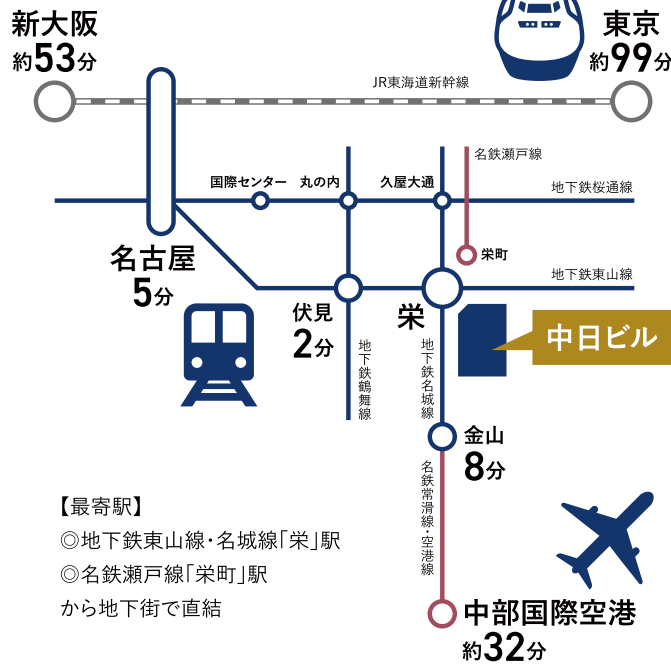 新大阪
約53分
東京
約99分
JR東海道新幹線
名鉄瀬戸線
国際センター
丸の内
久屋大通
地下鉄桜通線
名古屋
5分
栄町
地下鉄東山線
伏見
2分
栄
中日ビル
地下鉄鶴舞線
地下鉄名城線
金山
8分
名鉄常滑線・空港線
【最寄駅】
◎地下鉄東山線・名城線「栄」駅
◎名鉄瀬戸線「栄町」駅
から地下街で直結
中部国際空港
約32分